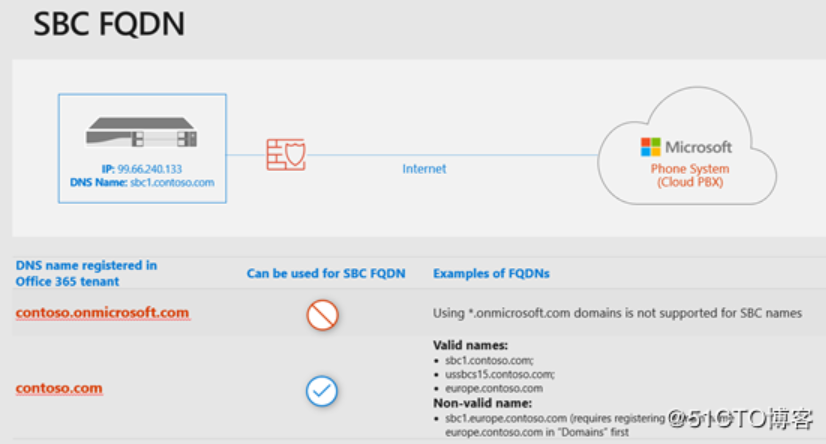 SBC FQDN
IP: 99.66.240.133
DNS Name: sbc1.contoso.com
Internet
Microsoft
Phone System
(Cloud PBX)
DNS name registered in
Office 365 tenant
Can be used for SBC FQDN
Examples of FQDNs
contoso.onmicrosoft.com
Using *.onmicrosoft.com domains is not supported for SBC names
contoso.com
Valid names:
• sbc1.contoso.com;
• ussbcs15.contoso.com;
• europe.contoso.com
Non-valid name:
• sbc1.europe.contoso.com (requires registering
europe.contoso.com in "Domains" first
@51CTO博客